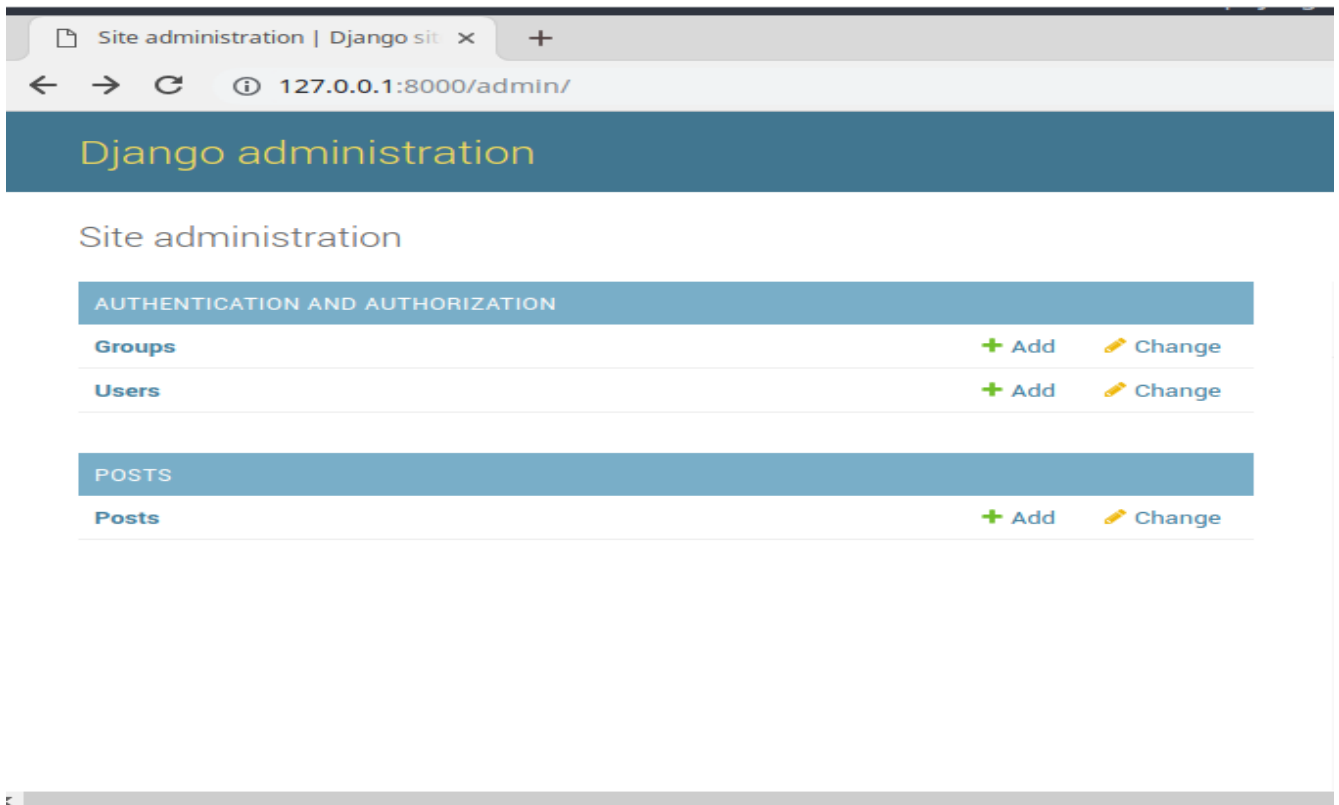 Site administration | Django sit
127.0.0.1:8000/admin/
Django administration
Site administration
AUTHENTICATION AND AUTHORIZATION
Groups Add Change
Users Add Change
POSTS
Posts Add Change